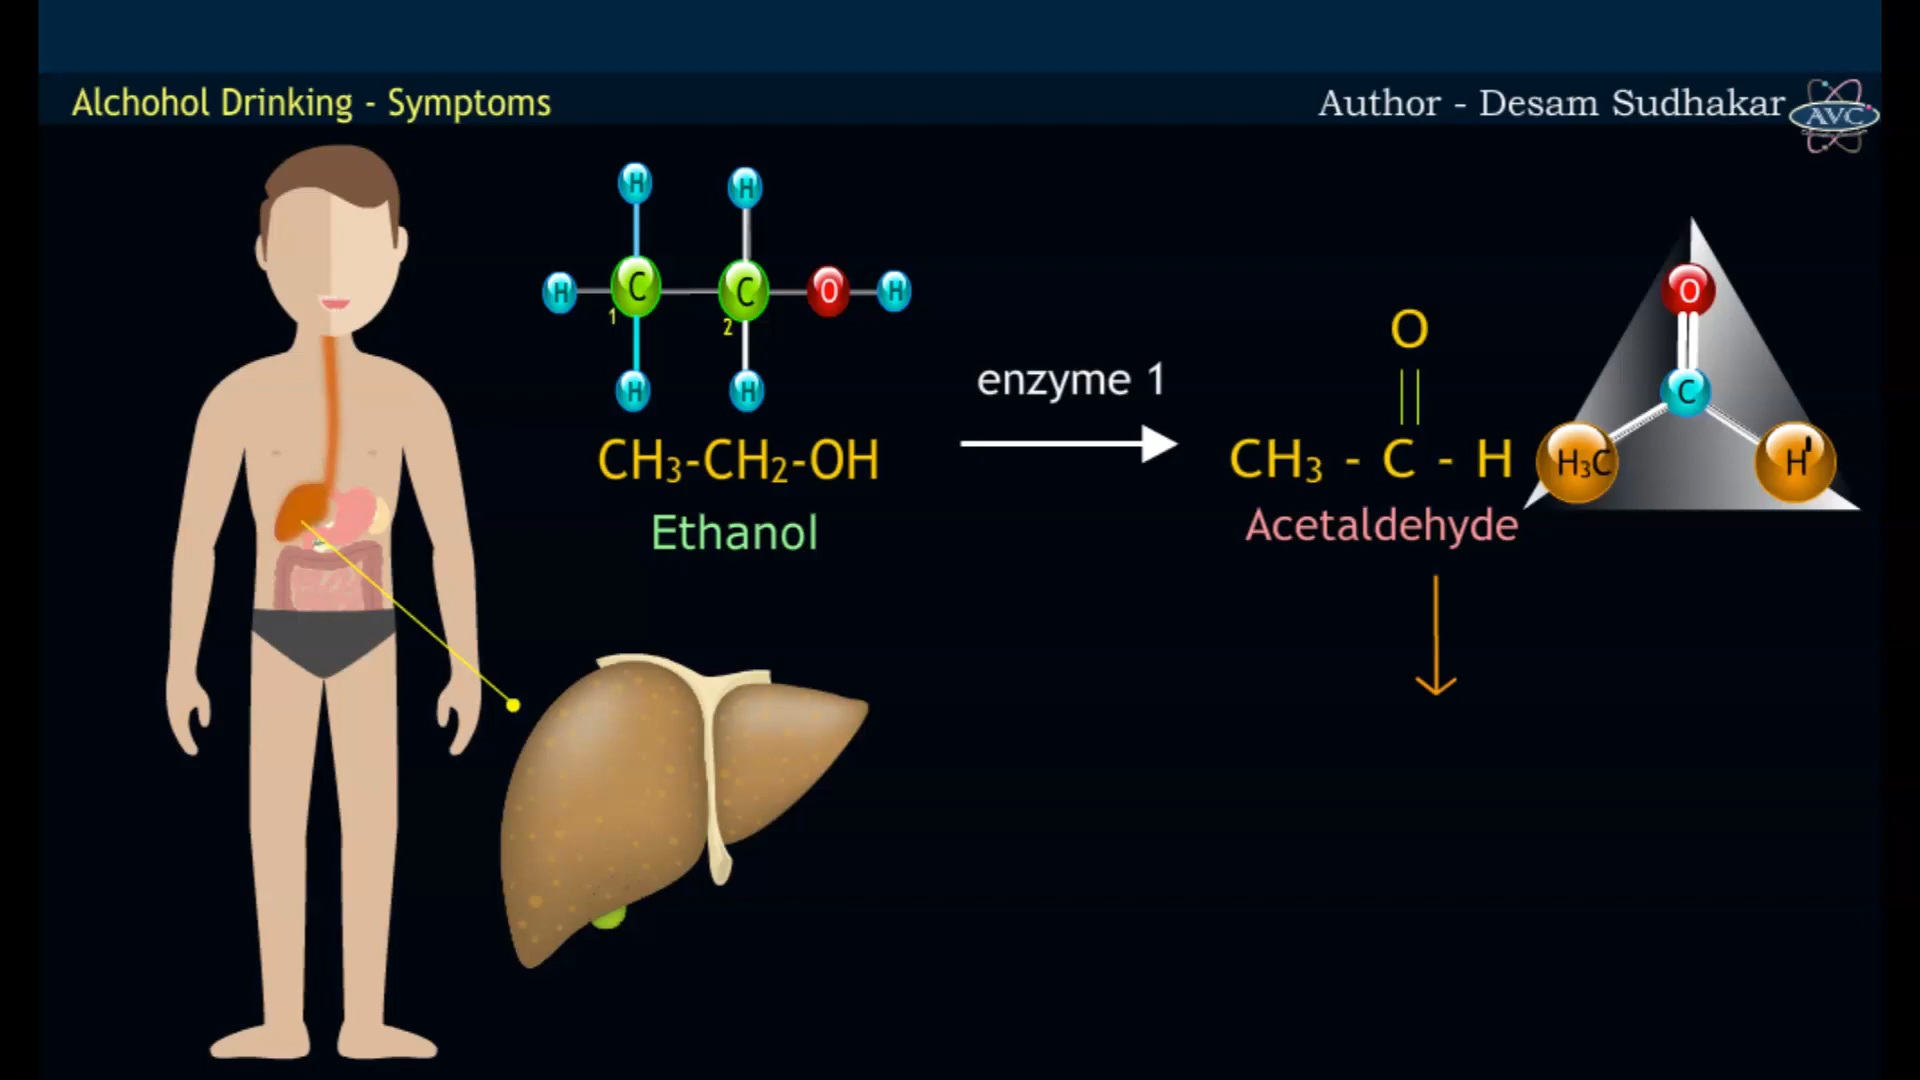 Alchohol Drinking - Symptoms
Author - Desam Sudhakar
AVC
H H
H C C O H
1 2
H H
CH₃-CH₂-OH
Ethanol
enzyme 1
O
CH₃ - C - H
Acetaldehyde
O
C
H₃C H